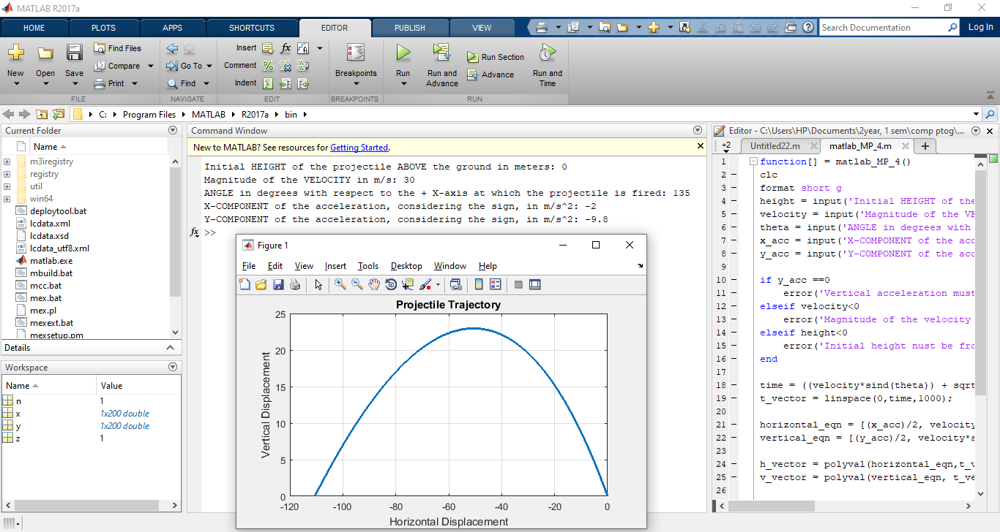 MATLAB R2017a
HOME PLOTS APPS SHORTCUTS EDITOR PUBLISH VIEW Search Documentation Log In
New Open Save Find Files Compare Print
Go To Find
Insert fx
Comment
Indent
Breakpoints
Run Run and Advance Run Section Advance Run and Time
FILE NAVIGATE EDIT BREAKPOINTS RUN
C: Program Files MATLAB R2017a bin
Current Folder
Name
m3iregistry
registry
util
win64
deploytool.bat
lcdata.xml
lcdata.xsd
lcdata_utf8.xml
matlab.exe
mbuild.bat
mcc.bat
mex.bat
mex.pl
mexext.bat
mexsetup.pm
Details
Workspace
Name Value
n 1
x 1x200 double
y 1x200 double
z 1
Command Window
New to MATLAB? See resources for Getting Started.
Initial HEIGHT of the projectile ABOVE the ground in meters: 0
Magnitude of the VELOCITY in m/s: 30
ANGLE in degrees with respect to the + X-axis at which the projectile is fired: 135
X-COMPONENT of the acceleration, considering the sign, in m/s^2: -2
Y-COMPONENT of the acceleration, considering the sign, in m/s^2: -9.8
fx >>
Figure 1
File Edit View Insert Tools Desktop Window Help
Projectile Trajectory
25
20
15
10
5
0
Vertical Displacement
-120 -100 -80 -60 -40 -20 0
Horizontal Displacement
Editor - C:\Users\HP\Documents\2year, 1 sem\comp ptog\...
+2 Untitled22.m matlab_MP_4.m +
1 function[] = matlab_MP_4()
2 clc
3 format short g
4 height = input('Initial HEIGHT of the
5 velocity = input('Magnitude of the VE
6 theta = input('ANGLE in degrees with
7 x_acc = input('X-COMPONENT of the acc
8 y_acc = input('Y-COMPONENT of the acc
9
10 if y_acc ==0
11 error('Vertical acceleration must
12 elseif velocity<0
13 error('Magnitude of the velocity
14 elseif height<0
15 error('Initial height nust be fro
16 end
17
18 time = ((velocity*sind(theta)) + sqrt
19 t_vector = linspace(0,time,1000);
20
21 horizontal_eqn = [(x_acc)/2, velocity
22 vertical_eqn = [(y_acc)/2, velocity*s
23
24 h_vector = polyval(horizontal_eqn,t_v
25 v_vector = polyval(vertical_eqn, t_ve
26